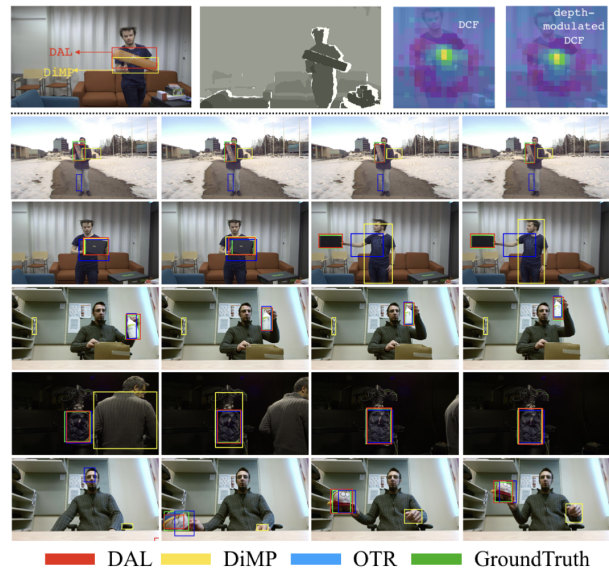 DAL
DiMP
DCF
depth-
modulated
DCF
DAL
DiMP
OTR
GroundTruth